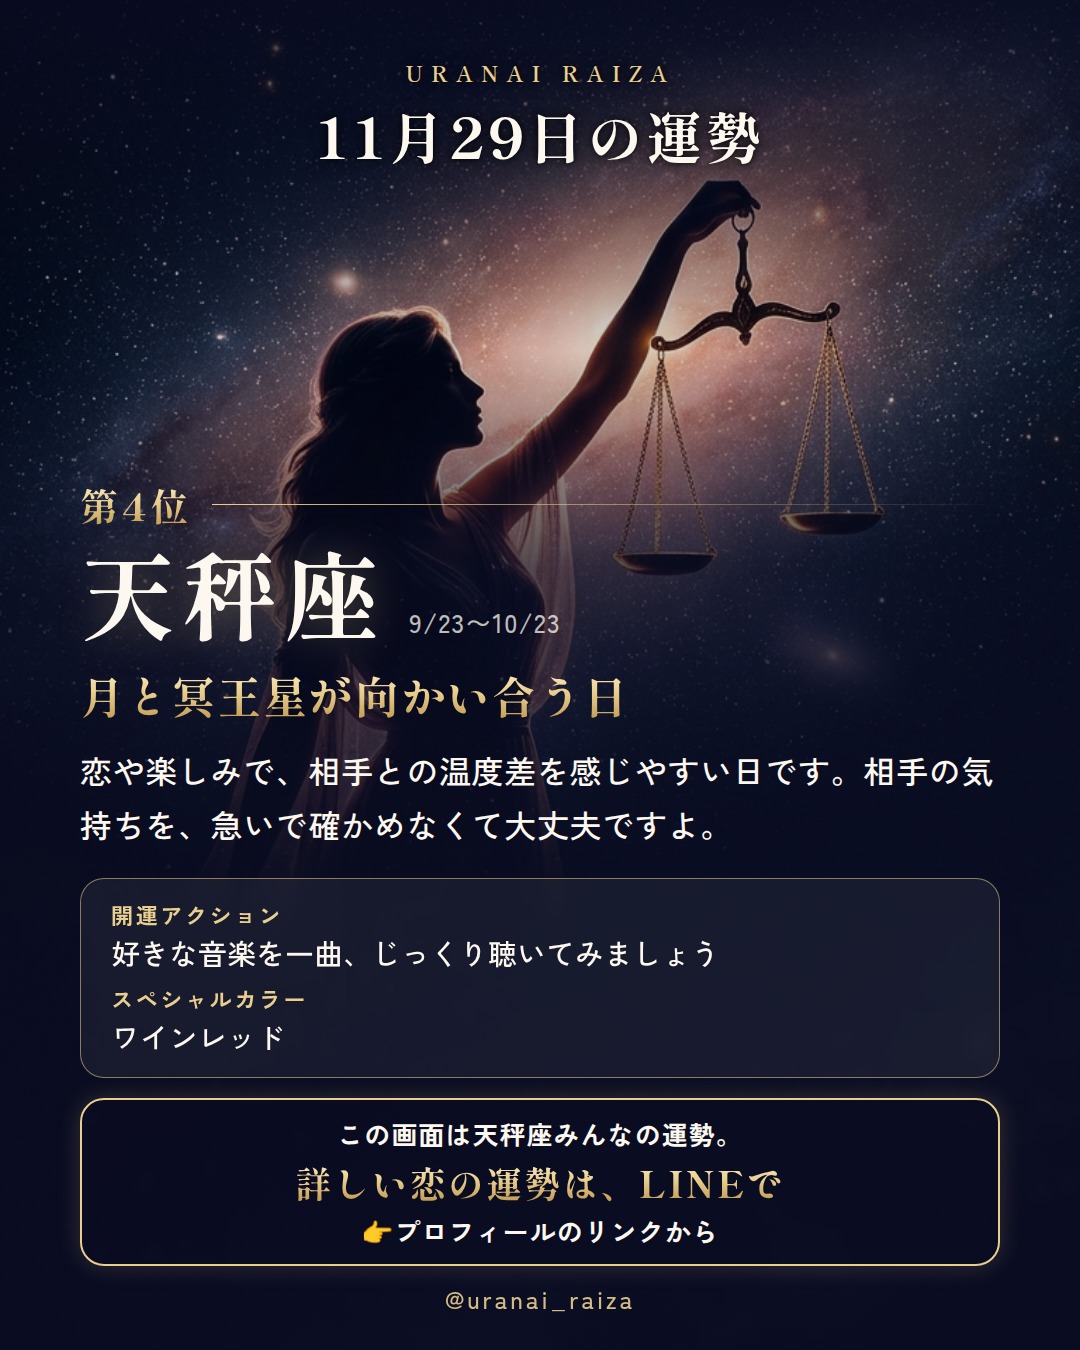 URANAI RAIZA
11月29日の運勢
第4位
天秤座 9/23〜10/23
月と冥王星が向かい合う日
恋や楽しみで、相手との温度差を感じやすい日です。相手の気
持ちを、急いで確かめなくて大丈夫ですよ。
開運アクション
好きな音楽を一曲、じっくり聴いてみましょう
スペシャルカラー
ワインレッド
この画面は天秤座みんなの運勢。
詳しい恋の運勢は、LINEで
👉プロフィールのリンクから
@uranai_raiza